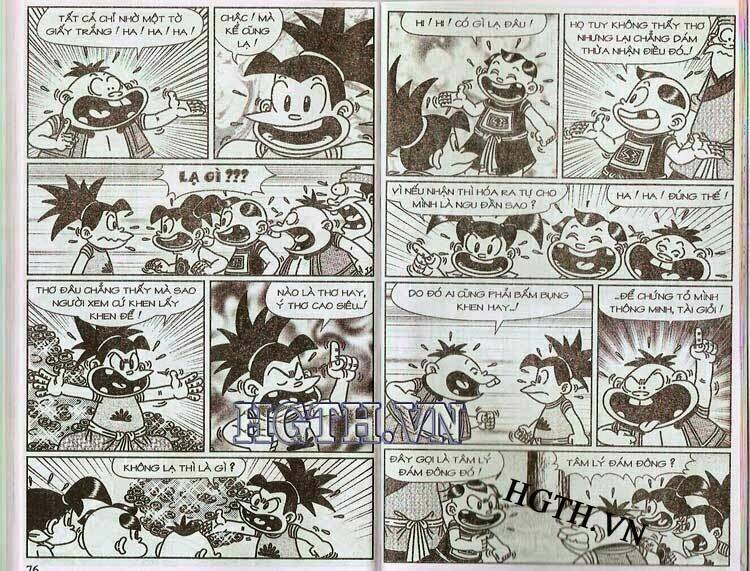 TẤT CẢ CHỈ NHỜ MỘT TỜ
GIẤY TRẮNG! HA! HA! HA!
CHẬC! MÀ
KỂ CŨNG
LẠ!
LẠ GÌ???
THƠ ĐÂU CHẲNG THẤY MÀ SAO
NGƯỜI XEM CỨ KHEN LẤY
KHEN ĐỂ!
NÀO LÀ THƠ HAY,
Ý THƠ CAO SIÊU..!
KHÔNG LẠ THÌ LÀ GÌ?
76
HI! HI! CÓ GÌ LẠ ĐÂU!
HỌ TUY KHÔNG THẤY THƠ
NHƯNG LẠI CHẲNG DÁM
THỪA NHẬN ĐIỀU ĐÓ..!
VÌ NẾU NHẬN THÌ HÓA RA TỰ CHO
MÌNH LÀ NGU ĐẦN SAO?
HA! HA! ĐÚNG THẾ!
DO ĐÓ AI CŨNG PHẢI BẤM BỤNG
KHEN HAY..!
..ĐỂ CHỨNG TỎ MÌNH
THÔNG MINH, TÀI GIỎI!
ĐÂY GỌI LÀ TÂM LÝ
ĐÁM ĐÔNG ĐÓ!
TÂM LÝ ĐÁM ĐÔNG?
HGTH.VN
HGTH.VN